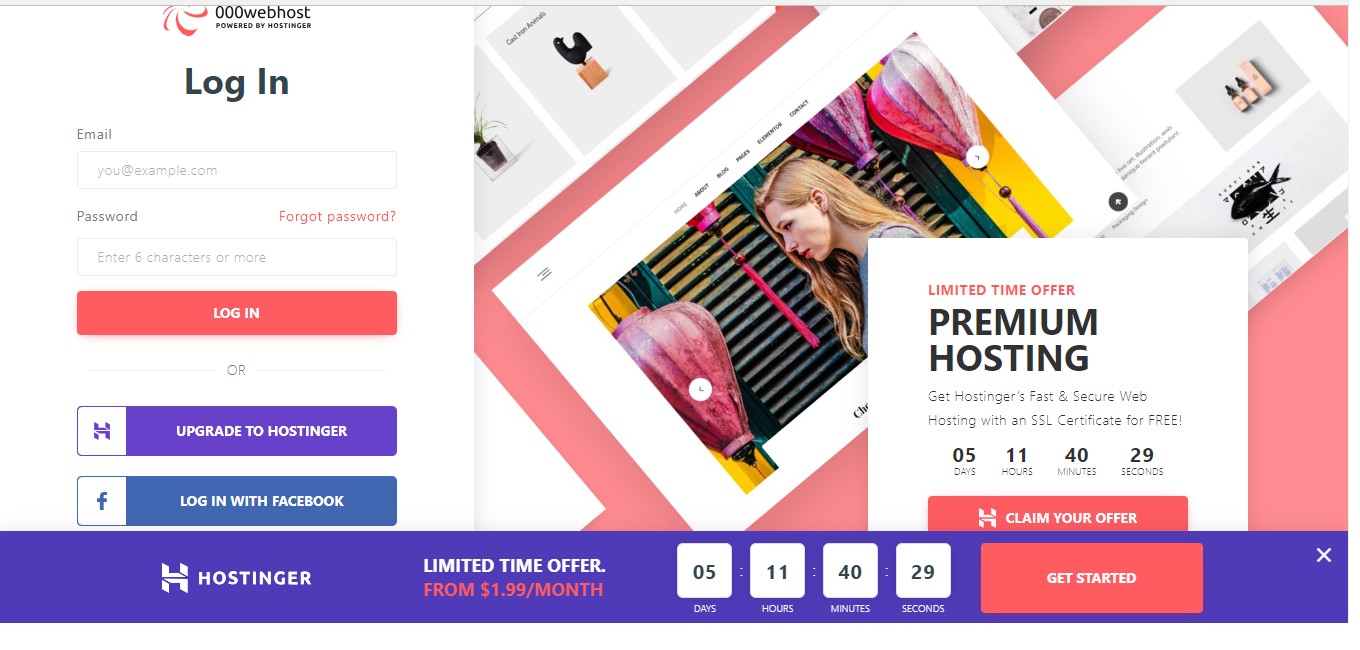 000webhost
POWERED BY HOSTINGER
Log In
Email
you@example.com
Password Forgot password?
Enter 6 characters or more
LOG IN
OR
UPGRADE TO HOSTINGER
LOG IN WITH FACEBOOK
Cast Iron Animals
HOME ABOUT BLOG PAGES ELEMENTOR CONTACT
Packaging Design
LIMITED TIME OFFER
PREMIUM
HOSTING
Get Hostinger's Fast & Secure Web
Hosting with an SSL Certificate for FREE!
05 11 40 29
DAYS HOURS MINUTES SECONDS
CLAIM YOUR OFFER
HOSTINGER
LIMITED TIME OFFER.
FROM $1.99/MONTH
05 : 11 : 40 : 29
DAYS HOURS MINUTES SECONDS
GET STARTED